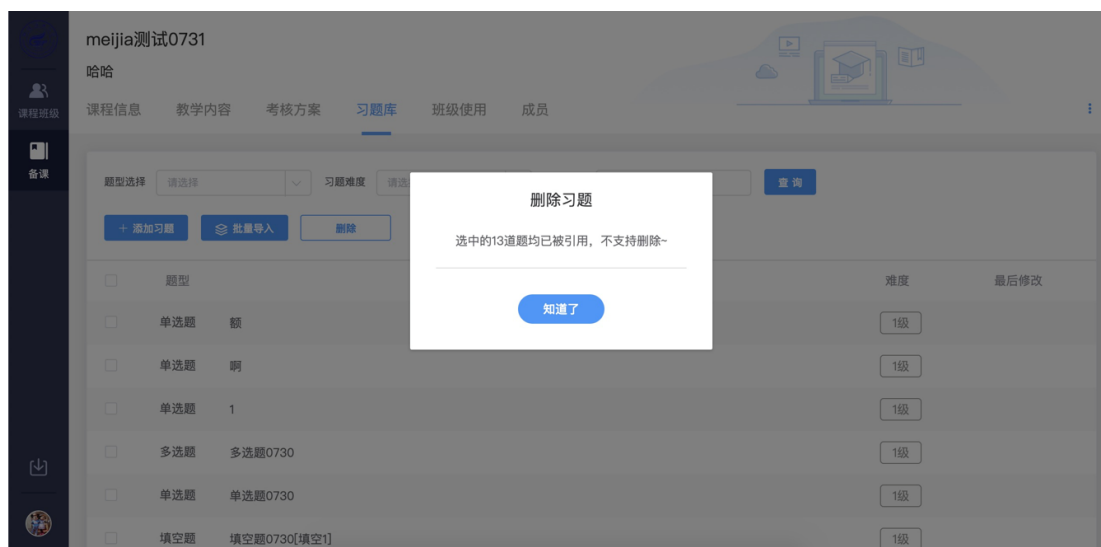 meijia测试0731
哈哈
课程班级
课程信息 教学内容 考核方案 习题库 班级使用 成员
备课
题型选择 请选择 习题难度 请选 查询
删除习题
+ 添加习题 批量导入 删除
选中的13道题均已被引用，不支持删除~
知道了
题型 难度 最后修改
单选题 额 1级
单选题 啊 1级
单选题 1 1级
多选题 多选题0730 1级
单选题 单选题0730 1级
填空题 填空题0730[填空1] 1级